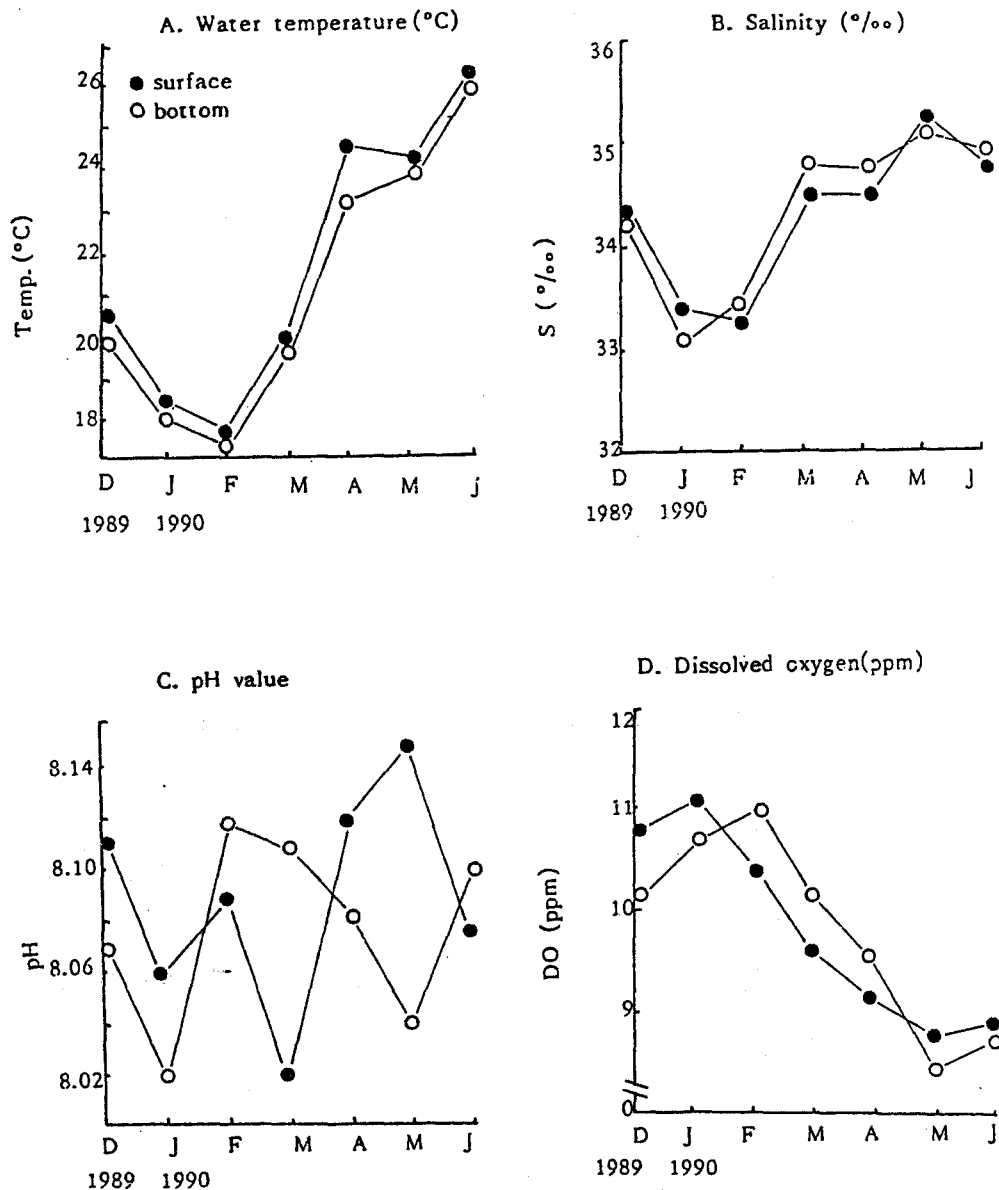 A. Water temperature (°C)
26
24
22
20
18
Temp. (°C)
● surface
○ bottom
D J F M A M j
1989 1990
B. Salinity (°/oo)
36
35
34
33
32
S (°/oo)
D J F M A M J
1989 1990
C. pH value
8.14
8.10
8.06
8.02
pH
D J F M A M J
1989 1990
D. Dissolved oxygen(ppm)
12
11
10
9
0
DO (ppm)
D J F M A M J
1989 1990